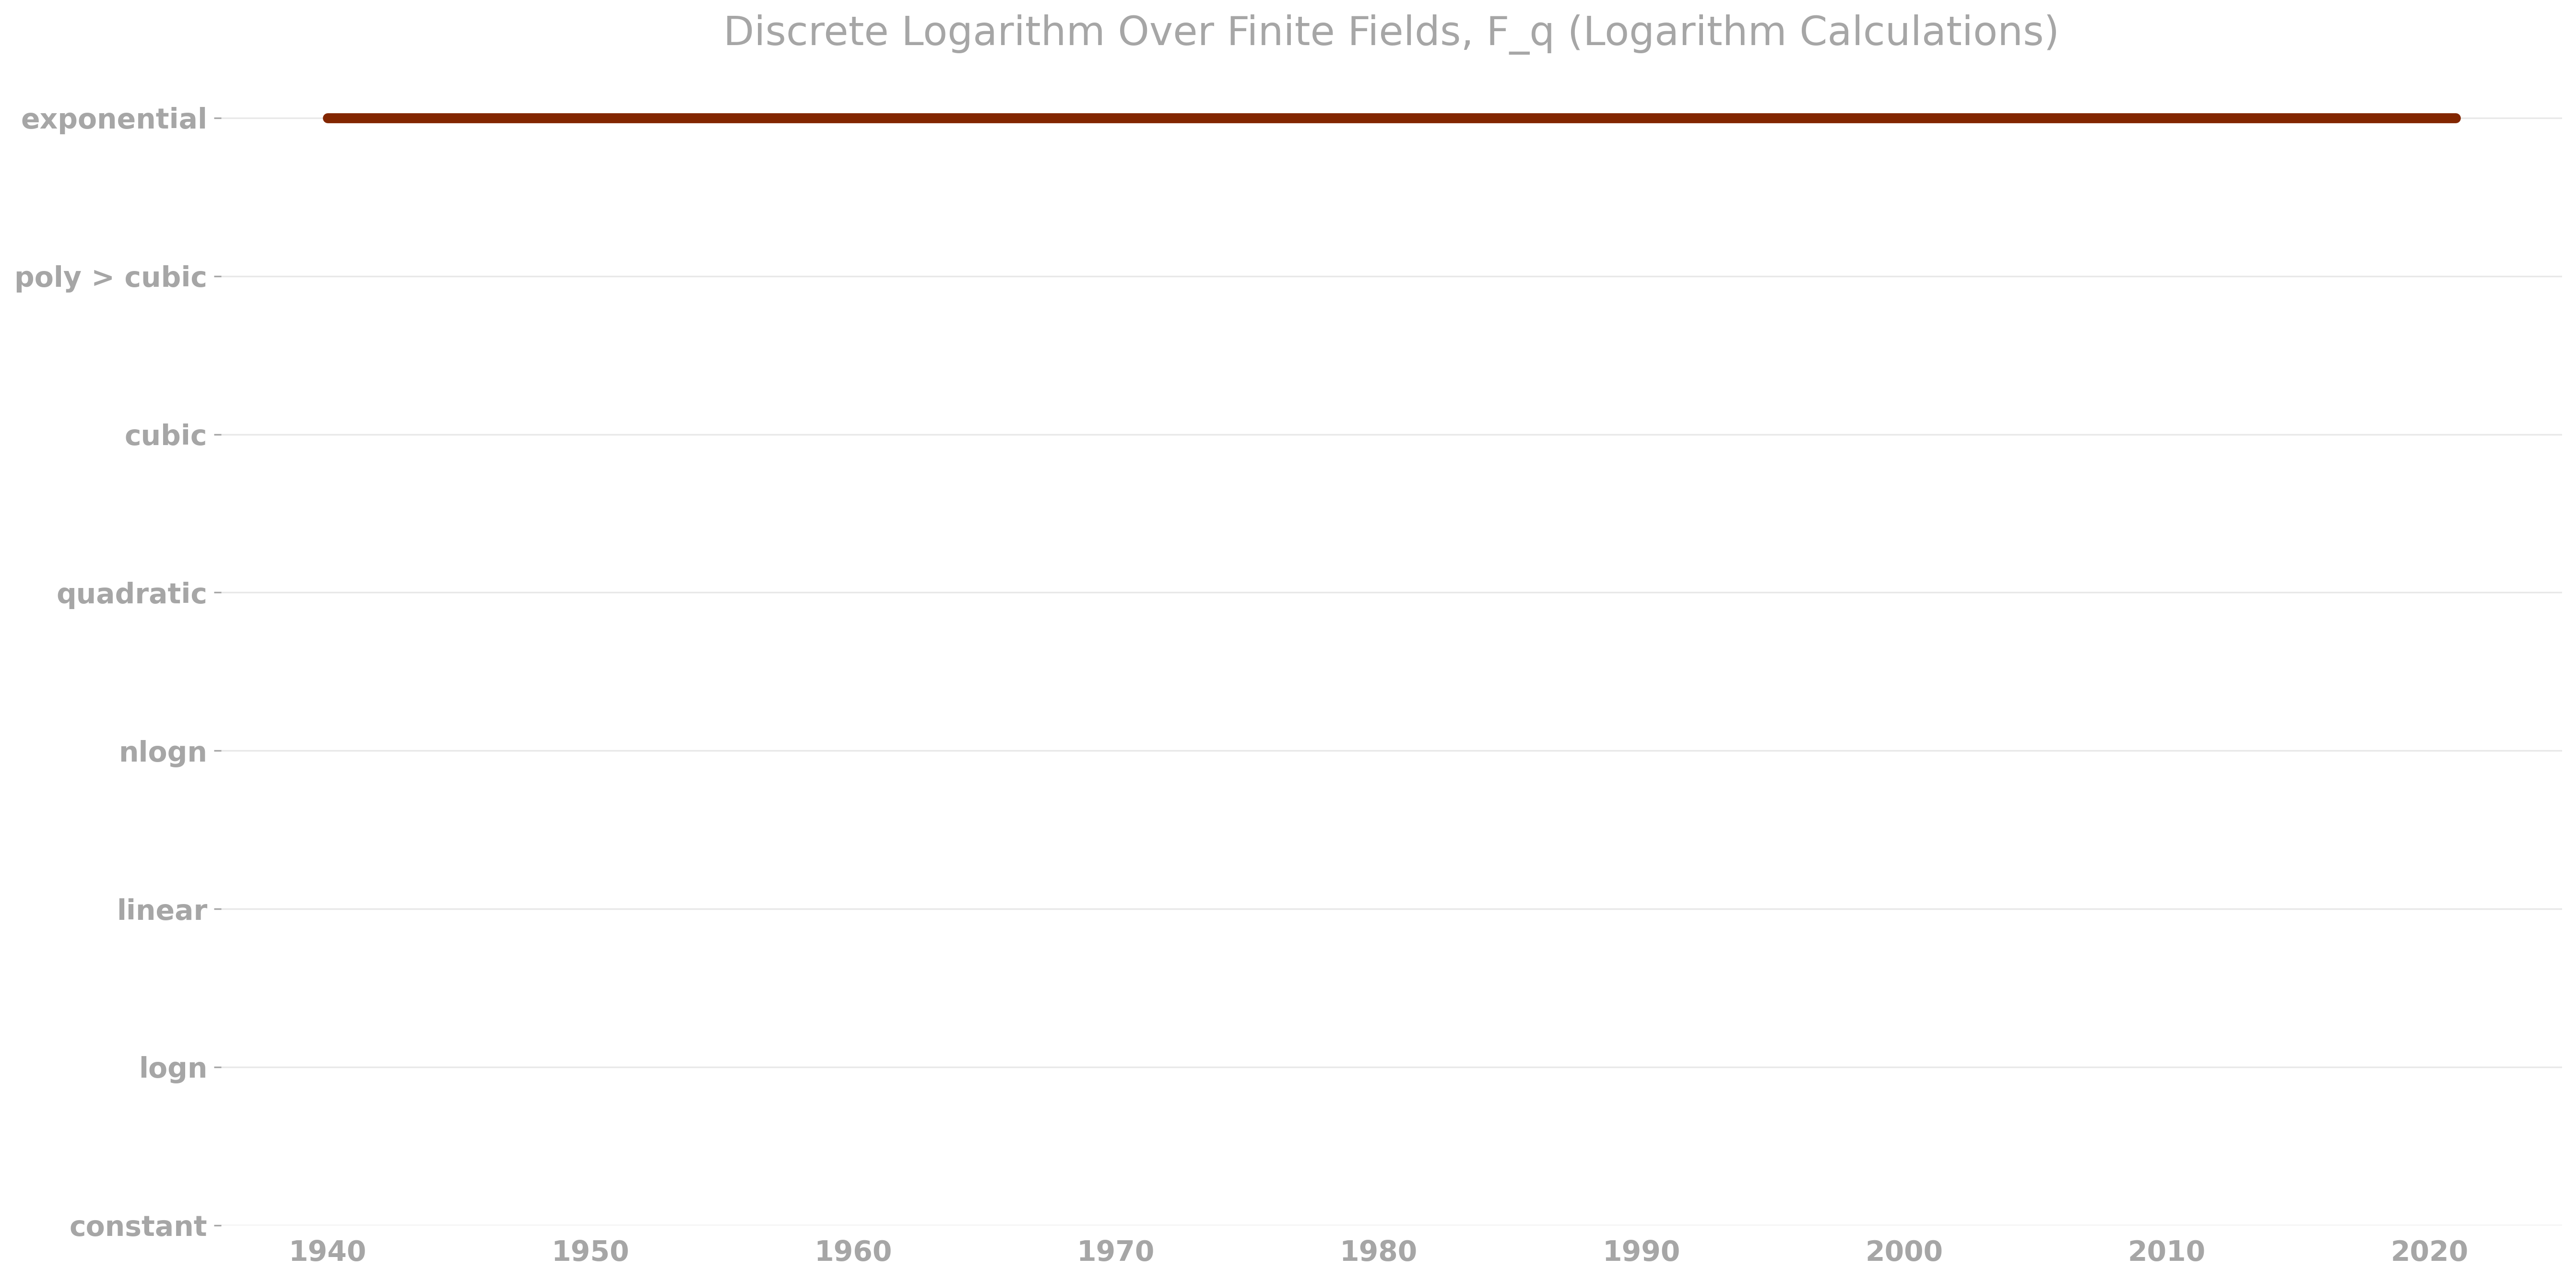 Discrete Logarithm Over Finite Fields, F_q (Logarithm Calculations)
exponential
poly > cubic
cubic
quadratic
nlogn
linear
logn
constant
1940 1950 1960 1970 1980 1990 2000 2010 2020